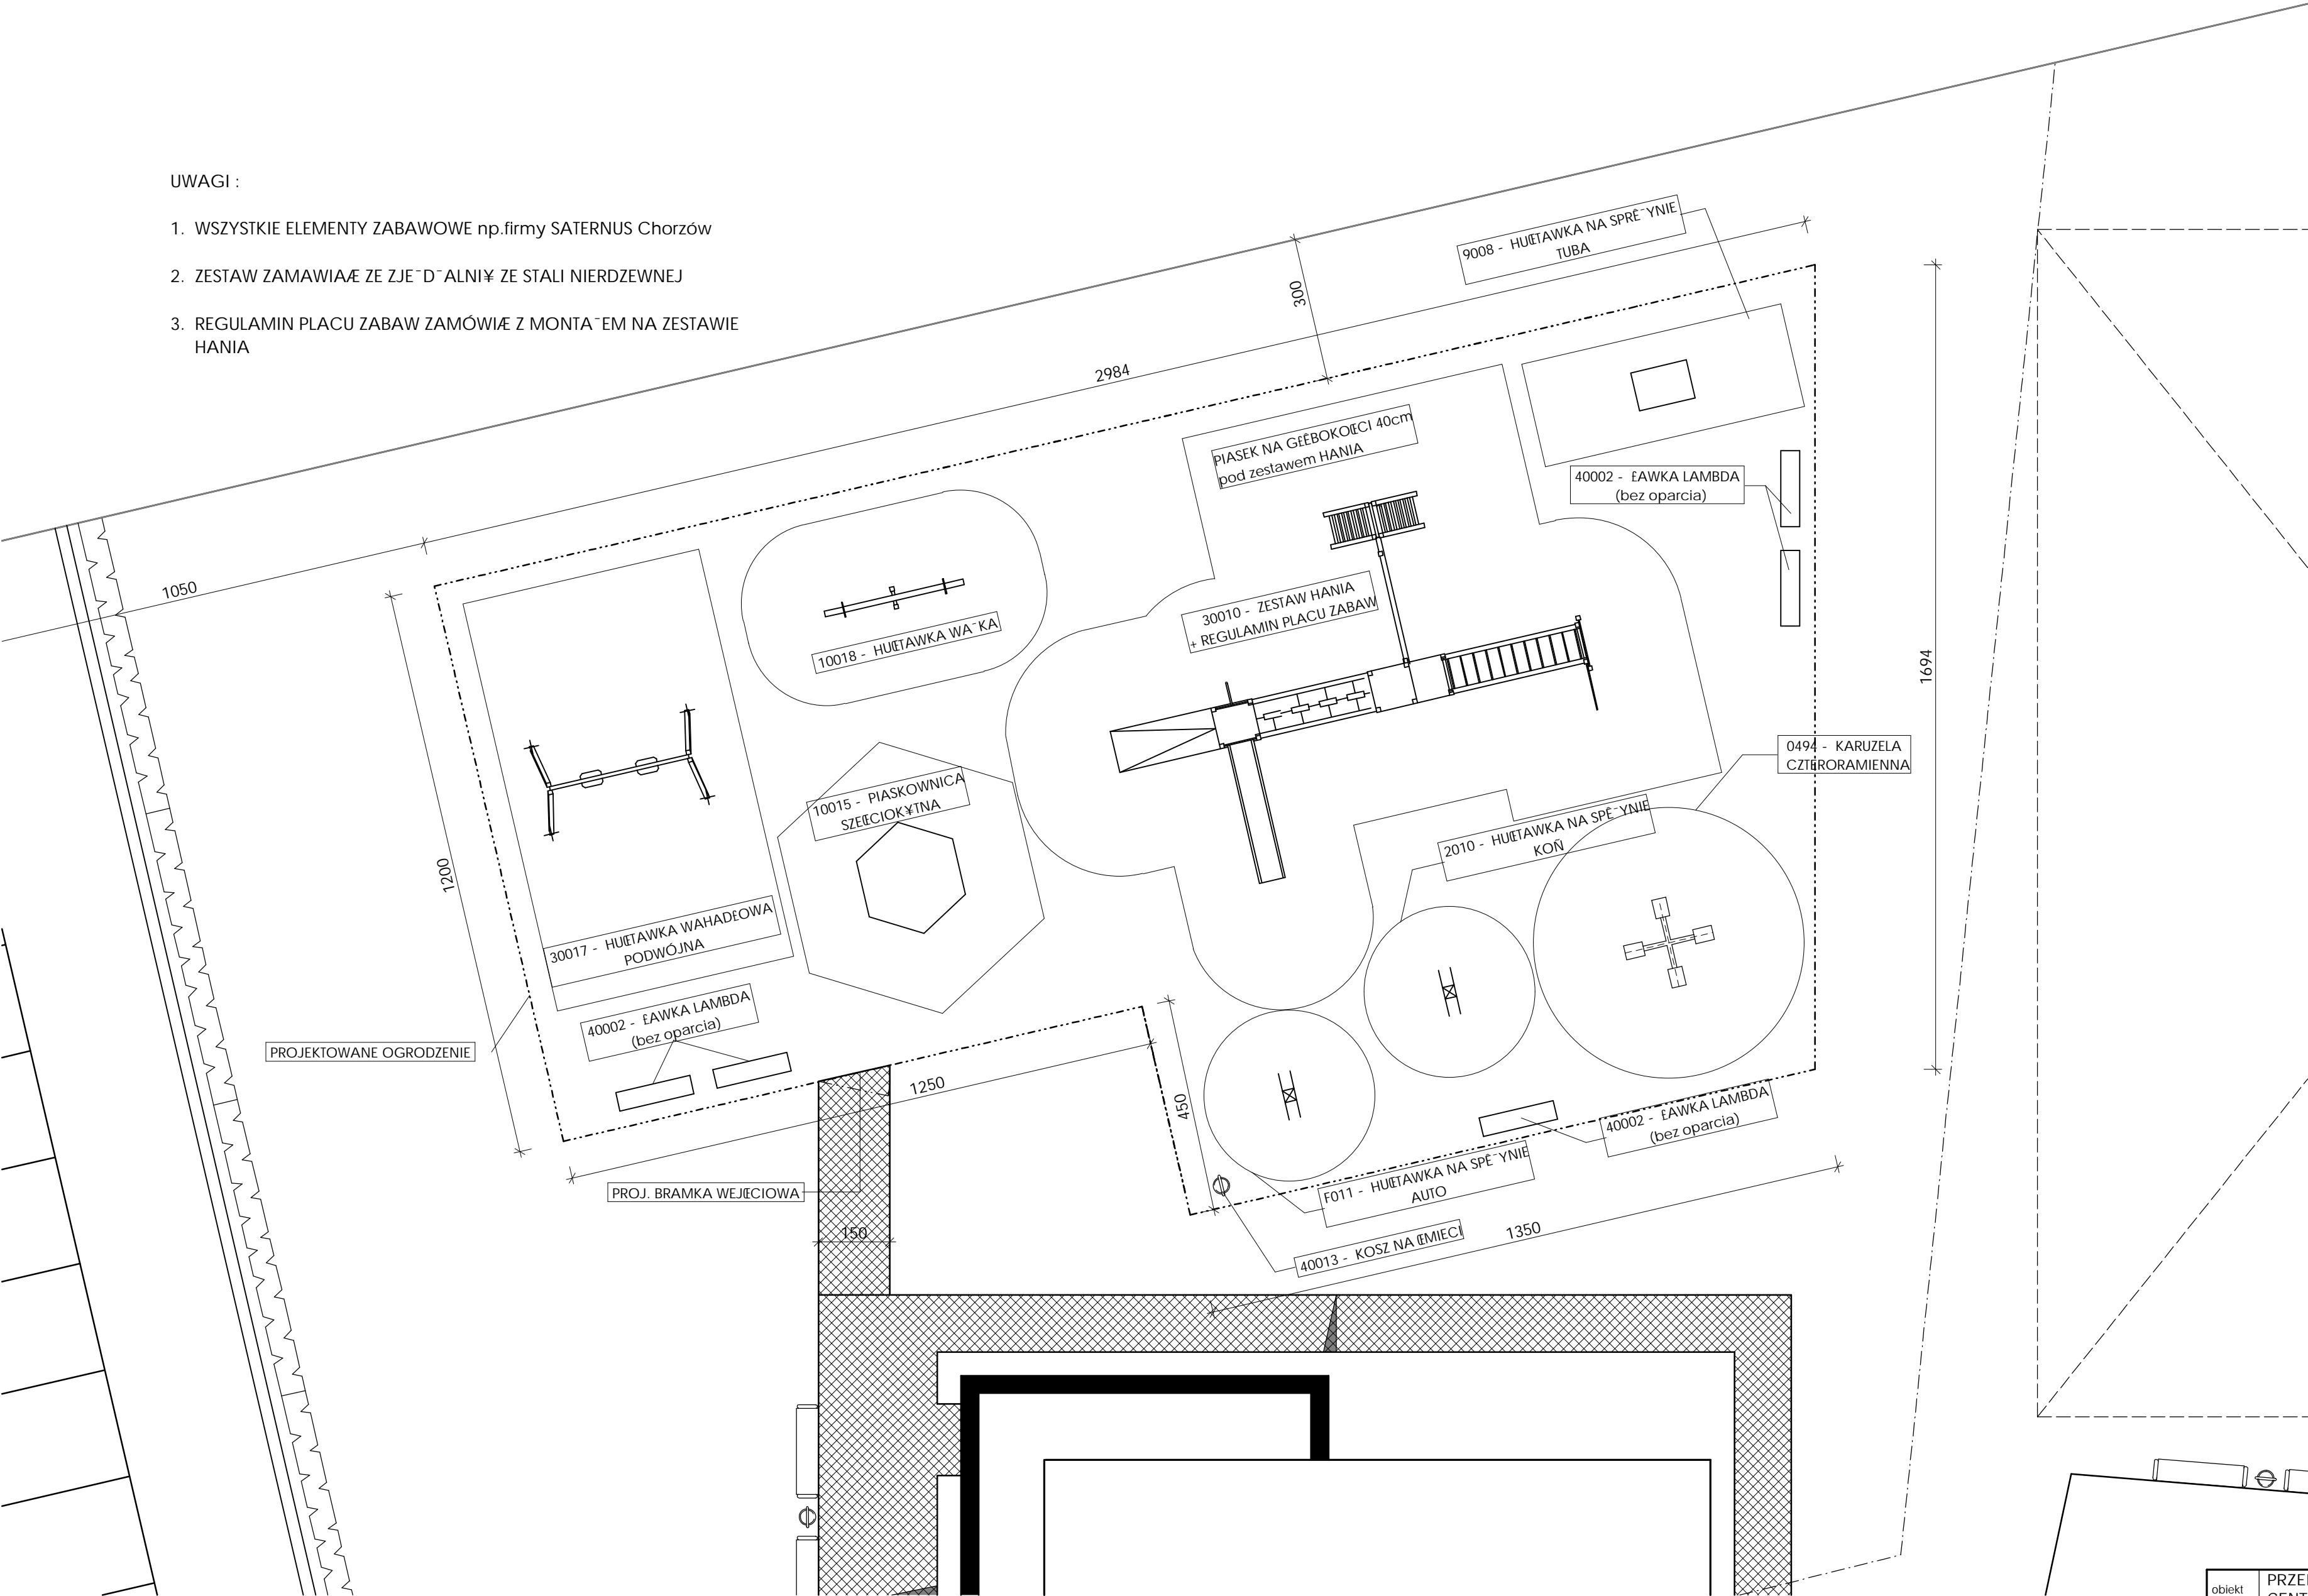 UWAGI :
1. WSZYSTKIE ELEMENTY ZABAWOWE np.firmy SATERNUS Chorzów
2. ZESTAW ZAMAWIAÆ ZE ZJE¯D¯ALNI¥ ZE STALI NIERDZEWNEJ
3. REGULAMIN PLACU ZABAW ZAMÓWIÆ Z MONTA¯EM NA ZESTAWIE
HANIA
9008 - HUŒTAWKA NA SPRÊ¯YNIE
TUBA
300
2984
PIASEK NA G£ÊBOKOŒCI 40cm
pod zestawem HANIA
40002 - £AWKA LAMBDA
(bez oparcia)
1050
30010 - ZESTAW HANIA
+ REGULAMIN PLACU ZABAW
10018 - HUŒTAWKA WA¯KA
1694
0494 - KARUZELA
CZTERORAMIENNA
10015 - PIASKOWNICA
SZEŒCIOK¥TNA
2010 - HUŒTAWKA NA SPÊ¯YNIE
KOÑ
1200
30017 - HUŒTAWKA WAHAD£OWA
PODWÓJNA
40002 - £AWKA LAMBDA
(bez oparcia)
PROJEKTOWANE OGRODZENIE
1250
450
40002 - £AWKA LAMBDA
(bez oparcia)
PROJ. BRAMKA WEJŒCIOWA
F011 - HUŒTAWKA NA SPÊ¯YNIE
AUTO
150
40013 - KOSZ NA ŒMIECI
1350
obiekt